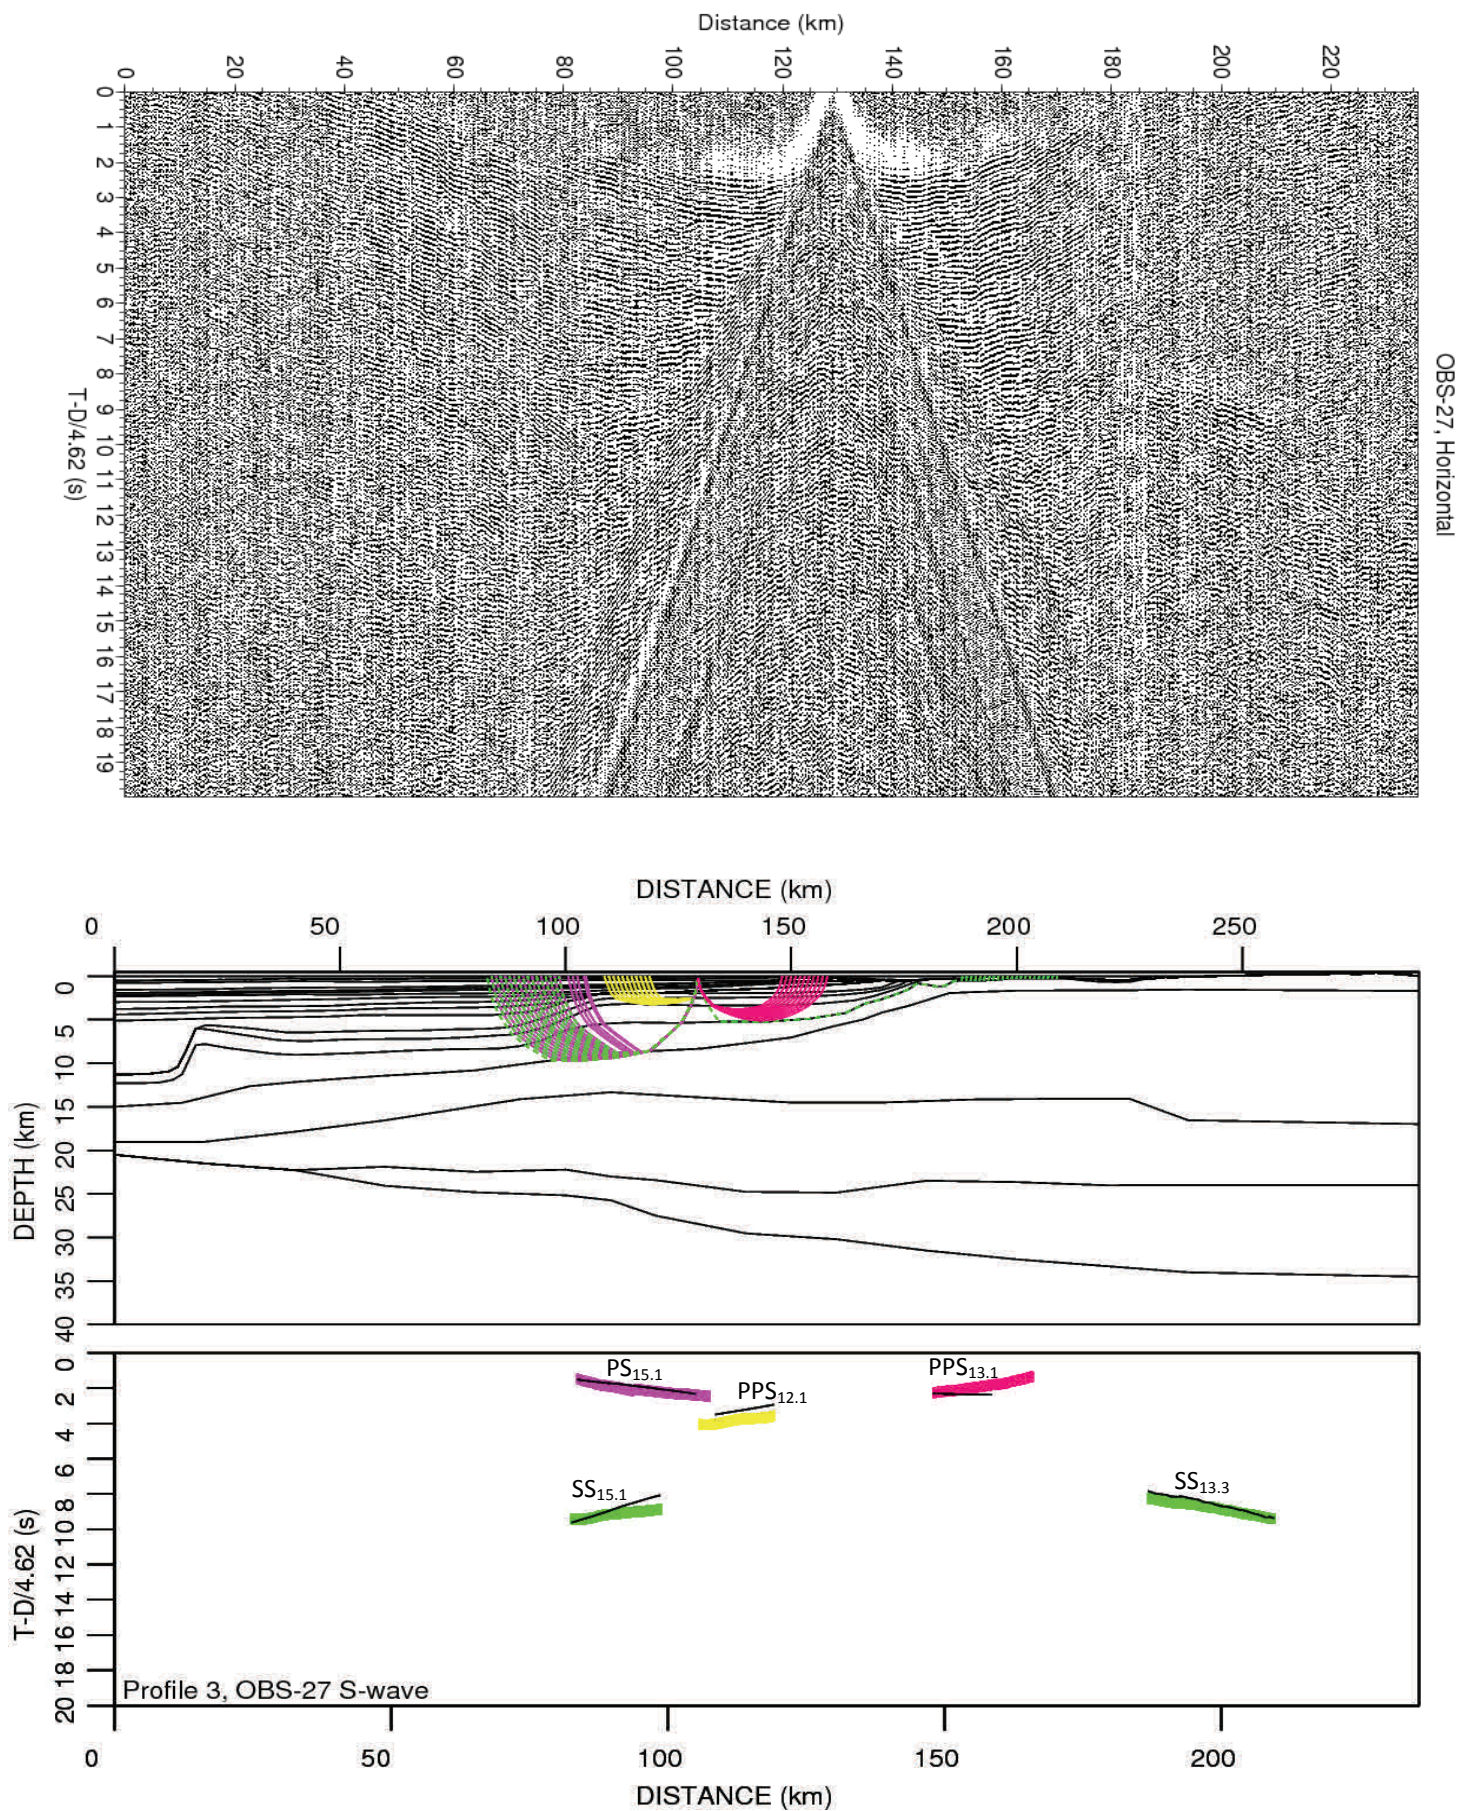 Distance (km)
0 20 40 60 80 100 120 140 160 180 200 220
0
1
2
3
4
5
6
7
8
9
10
11
12
13
14
15
16
17
18
19
T-D/4.62 (s)
OBS-27, Horizontal
DISTANCE (km)
0 50 100 150 200 250
0
5
10
15
20
25
30
35
40
DEPTH (km)
0
2
4
6
8
10
12
14
16
18
20
T-D/4.62 (s)
PS15.1
PPS13.1
PPS12.1
SS15.1
SS13.3
Profile 3, OBS-27 S-wave
0 50 100 150 200
DISTANCE (km)